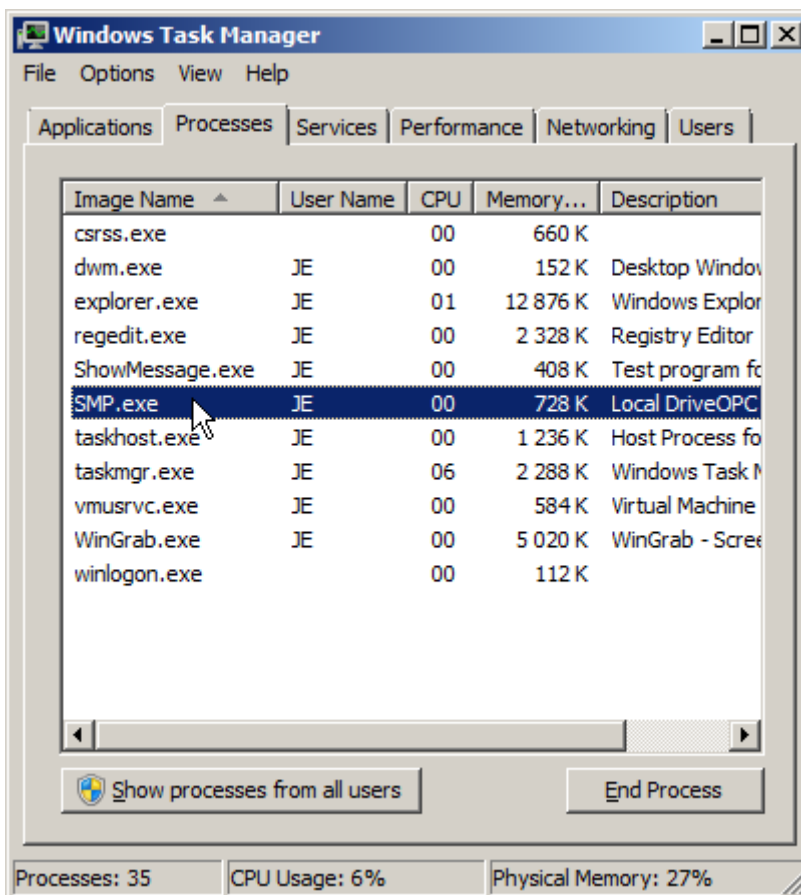 Windows Task Manager
File Options View Help
Applications Processes Services Performance Networking Users
Image Name User Name CPU Memory... Description
csrss.exe 00 660 K
dwm.exe JE 00 152 K Desktop Window
explorer.exe JE 01 12 876 K Windows Explor
regedit.exe JE 00 2 328 K Registry Editor
ShowMessage.exe JE 00 408 K Test program fo
SMP.exe JE 00 728 K Local DriveOPC
taskhost.exe JE 00 1 236 K Host Process fo
taskmgr.exe JE 06 2 288 K Windows Task M
vmusrvc.exe JE 00 584 K Virtual Machine
WinGrab.exe JE 00 5 020 K WinGrab - Scree
winlogon.exe 00 112 K
Show processes from all users End Process
Processes: 35 CPU Usage: 6% Physical Memory: 27%